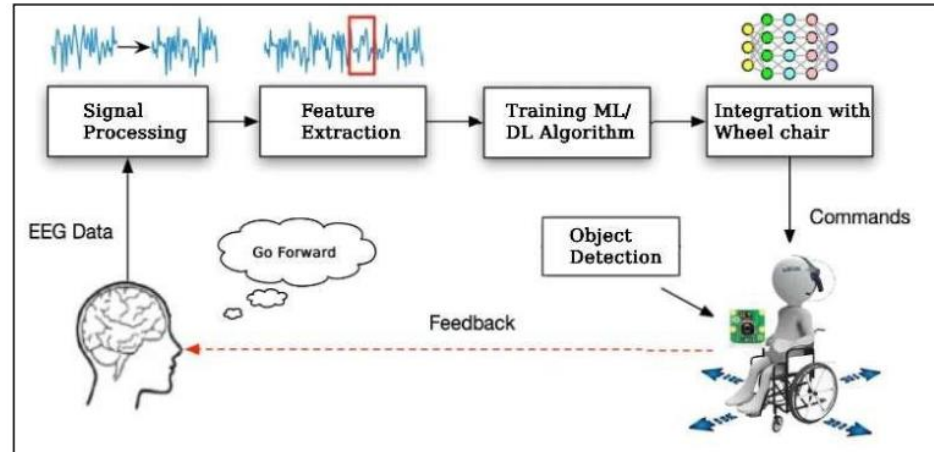 Signal
Processing
Feature
Extraction
Training ML/
DL Algorithm
Integration with
Wheel chair
EEG Data
Go Forward
Object
Detection
Commands
Feedback